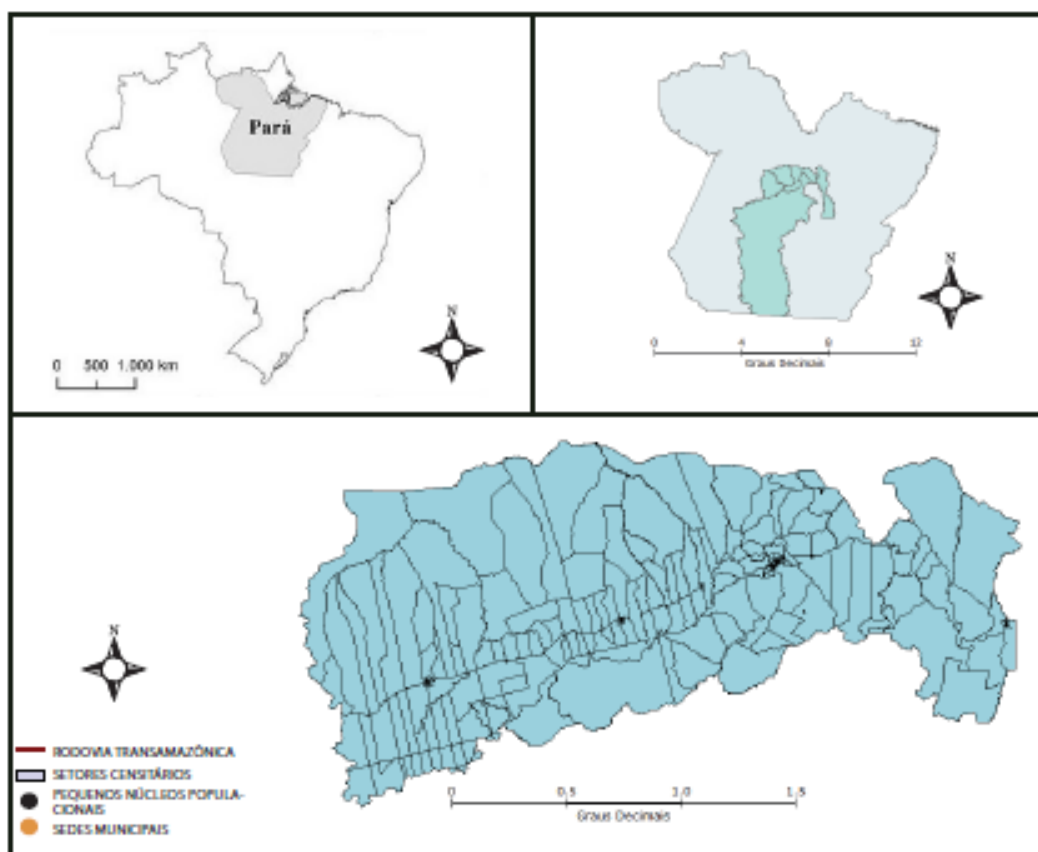 Pará
N
0 500 1.000 km
N
0 4 8 12
Graus Decimais
N
RODOVIA TRANSAMAZÔNICA
SETORES CENSITÁRIOS
PEQUENOS NÚCLEOS POPULA-
CIONAIS
SEDES MUNICIPAIS
0 0,5 1,0 1,5
Graus Decimais